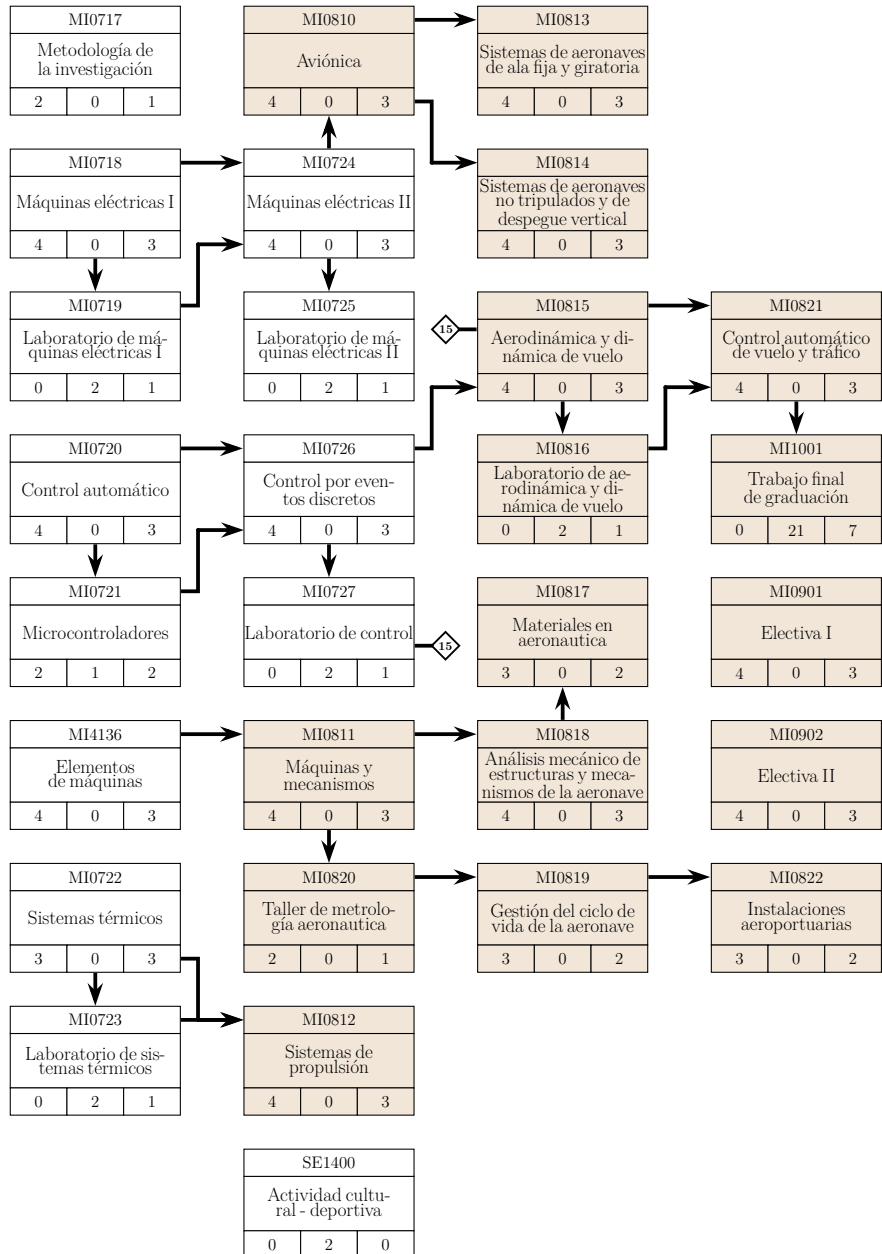 MI0717
Metodología de
la investigación
2 0 1
MI0718
Máquinas eléctricas I
4 0 3
MI0719
Laboratorio de má-
quinas eléctricas I
0 2 1
MI0720
Control automático
4 0 3
MI0721
Microcontroladores
2 1 2
MI4136
Elementos
de máquinas
4 0 3
MI0722
Sistemas térmicos
3 0 3
MI0723
Laboratorio de sis-
temas térmicos
0 2 1
MI0810
Aviónica
4 0 3
MI0724
Máquinas eléctricas II
4 0 3
MI0725
Laboratorio de má-
quinas eléctricas II
0 2 1
MI0726
Control por even-
tos discretos
4 0 3
MI0727
Laboratorio de control
0 2 1
15
MI0811
Máquinas y
mecanismos
4 0 3
MI0820
Taller de metrolo-
gía aeronautica
2 0 1
MI0812
Sistemas de
propulsión
4 0 3
SE1400
Actividad cultu-
ral - deportiva
0 2 0
MI0813
Sistemas de aeronaves
de ala fija y giratoria
4 0 3
MI0814
Sistemas de aeronaves
no tripulados y de
despegue vertical
4 0 3
15
MI0815
Aerodinámica y di-
námica de vuelo
4 0 3
MI0816
Laboratorio de ae-
rodinámica y di-
námica de vuelo
0 2 1
MI0817
Materiales en
aeronautica
3 0 2
MI0818
Análisis mecánico de
estructuras y meca-
nismos de la aeronave
4 0 3
MI0819
Gestión del ciclo de
vida de la aeronave
3 0 2
MI0821
Control automático
de vuelo y tráfico
4 0 3
MI1001
Trabajo final
de graduación
0 21 7
MI0901
Electiva I
4 0 3
MI0902
Electiva II
4 0 3
MI0822
Instalaciones
aeroportuarias
3 0 2